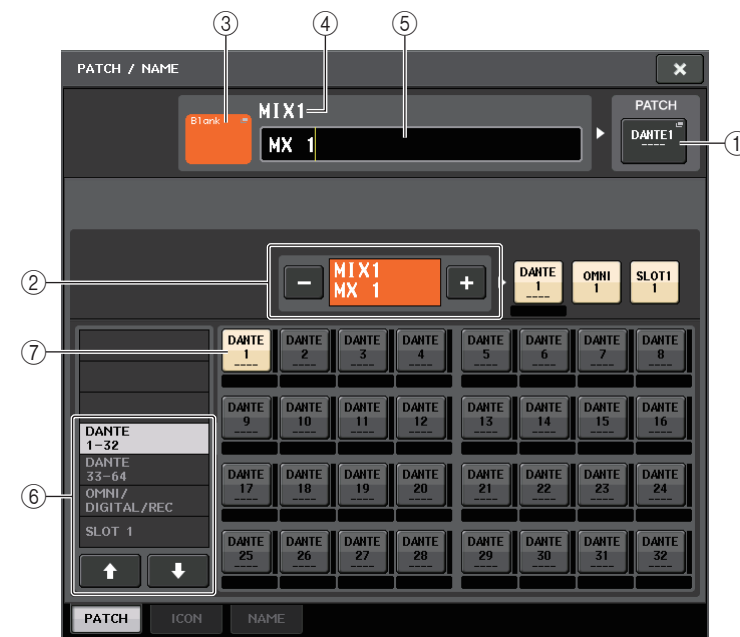 ③ ④ ⑤
PATCH / NAME ×
PATCH
Blank MIX1
DANTE1
----
①
MX 1
② − MIX1 +
MX 1
DANTE
1
----
OMNI
1
SLOT1
1
⑦
DANTE
1
----
DANTE
2
----
DANTE
3
----
DANTE
4
----
DANTE
5
----
DANTE
6
----
DANTE
7
----
DANTE
8
----
DANTE
9
----
DANTE
10
----
DANTE
11
----
DANTE
12
----
DANTE
13
----
DANTE
14
----
DANTE
15
----
DANTE
16
----
⑥
DANTE
1-32
DANTE
33-64
OMNI/
DIGITAL/REC
SLOT 1
DANTE
17
----
DANTE
18
----
DANTE
19
----
DANTE
20
----
DANTE
21
----
DANTE
22
----
DANTE
23
----
DANTE
24
----
DANTE
25
----
DANTE
26
----
DANTE
27
----
DANTE
28
----
DANTE
29
----
DANTE
30
----
DANTE
31
----
DANTE
32
----
PATCH ICON NAME